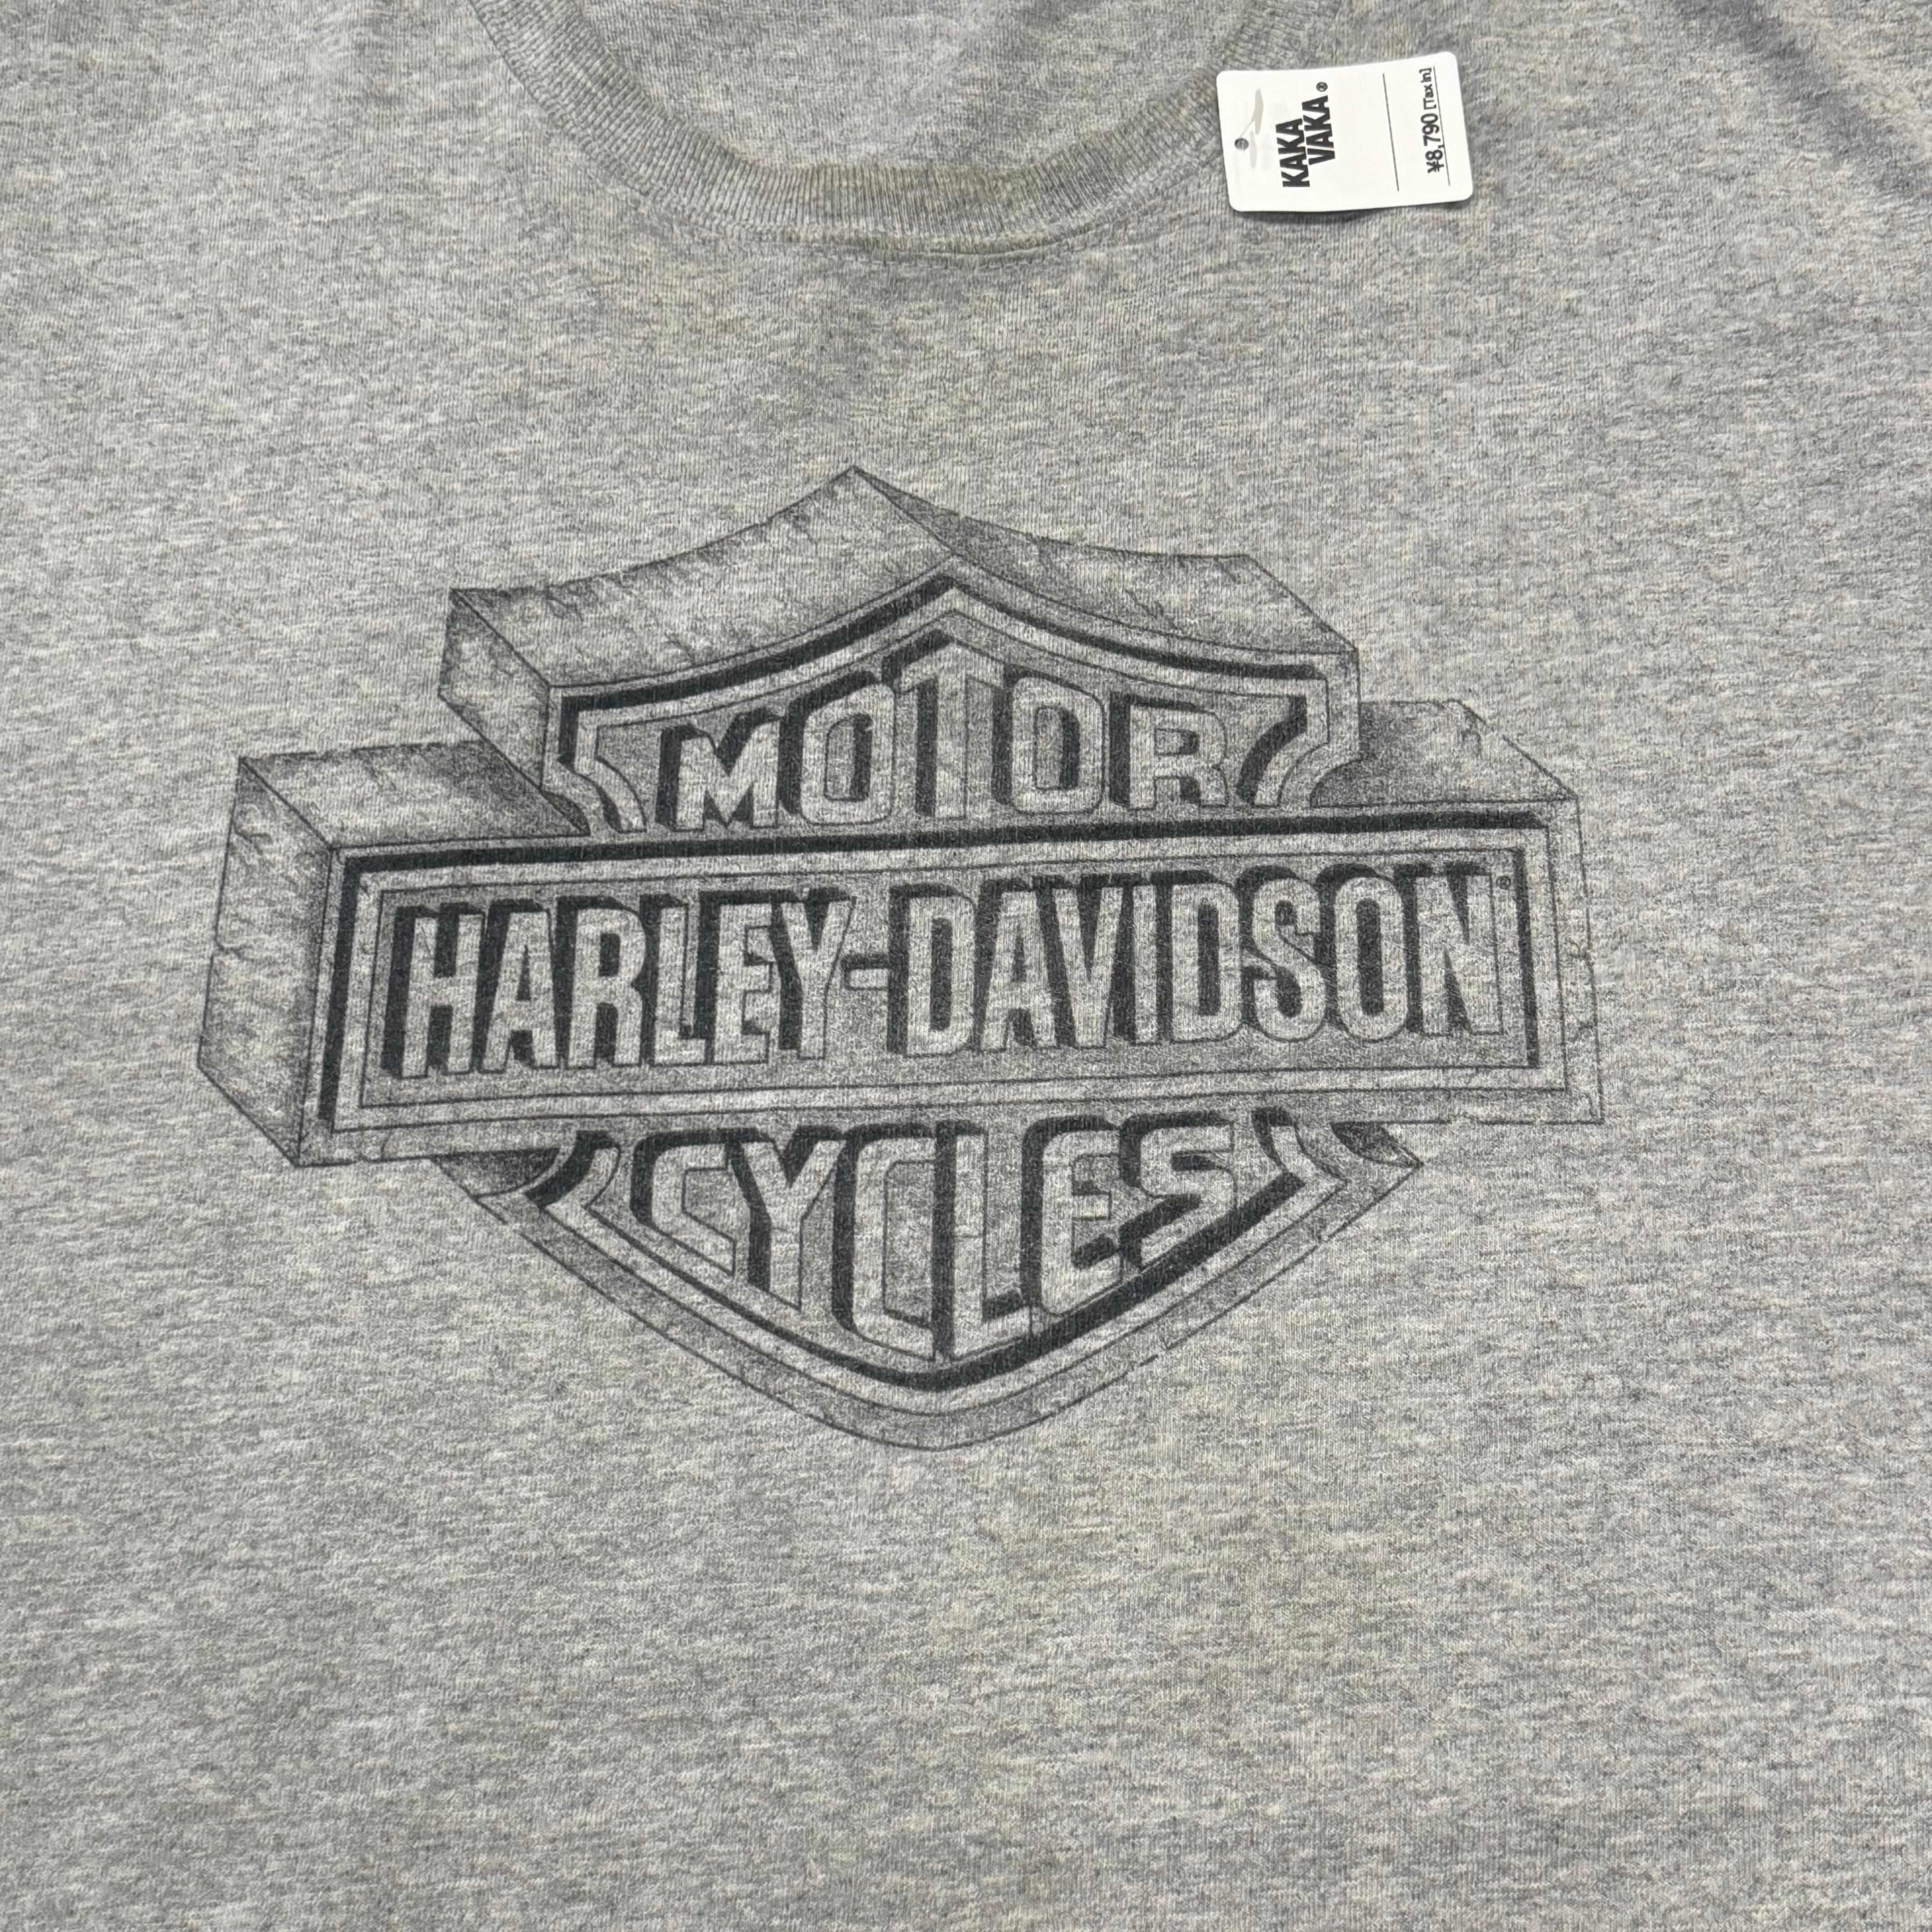 KAKA
VAKA®
¥8,790 [Tax in]
MOTOR
HARLEY-DAVIDSON®
CYCLES